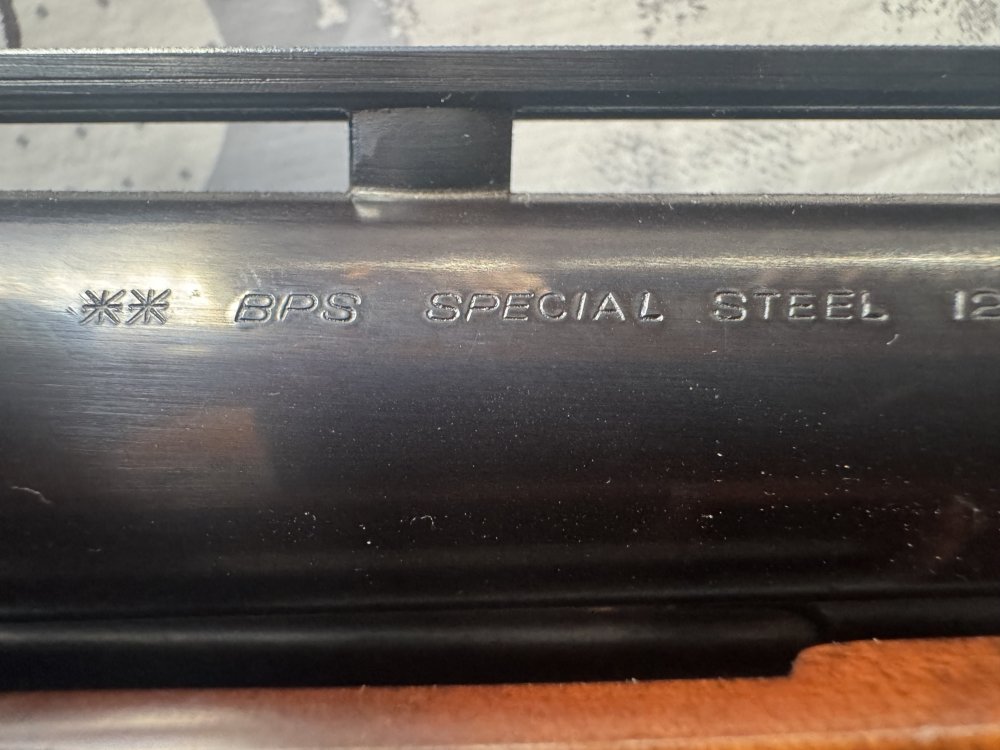 ** BPS SPECIAL STEEL 12